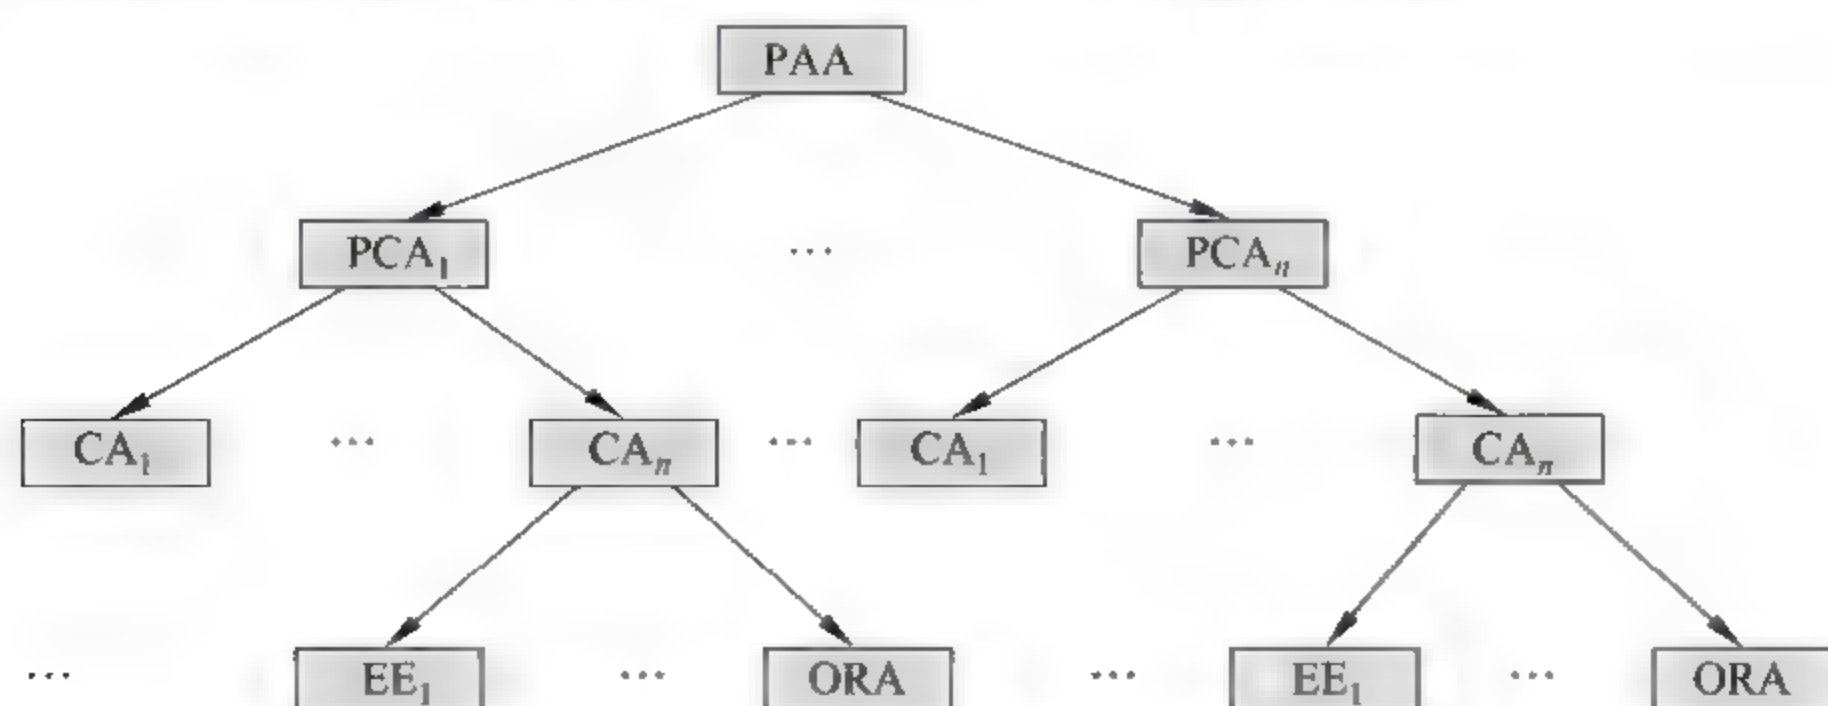 PAA
PCA₁ ... PCAₙ
CA₁ ... CAₙ ... CA₁ ... CAₙ
... EE₁ ... ORA ... EE₁ ... ORA